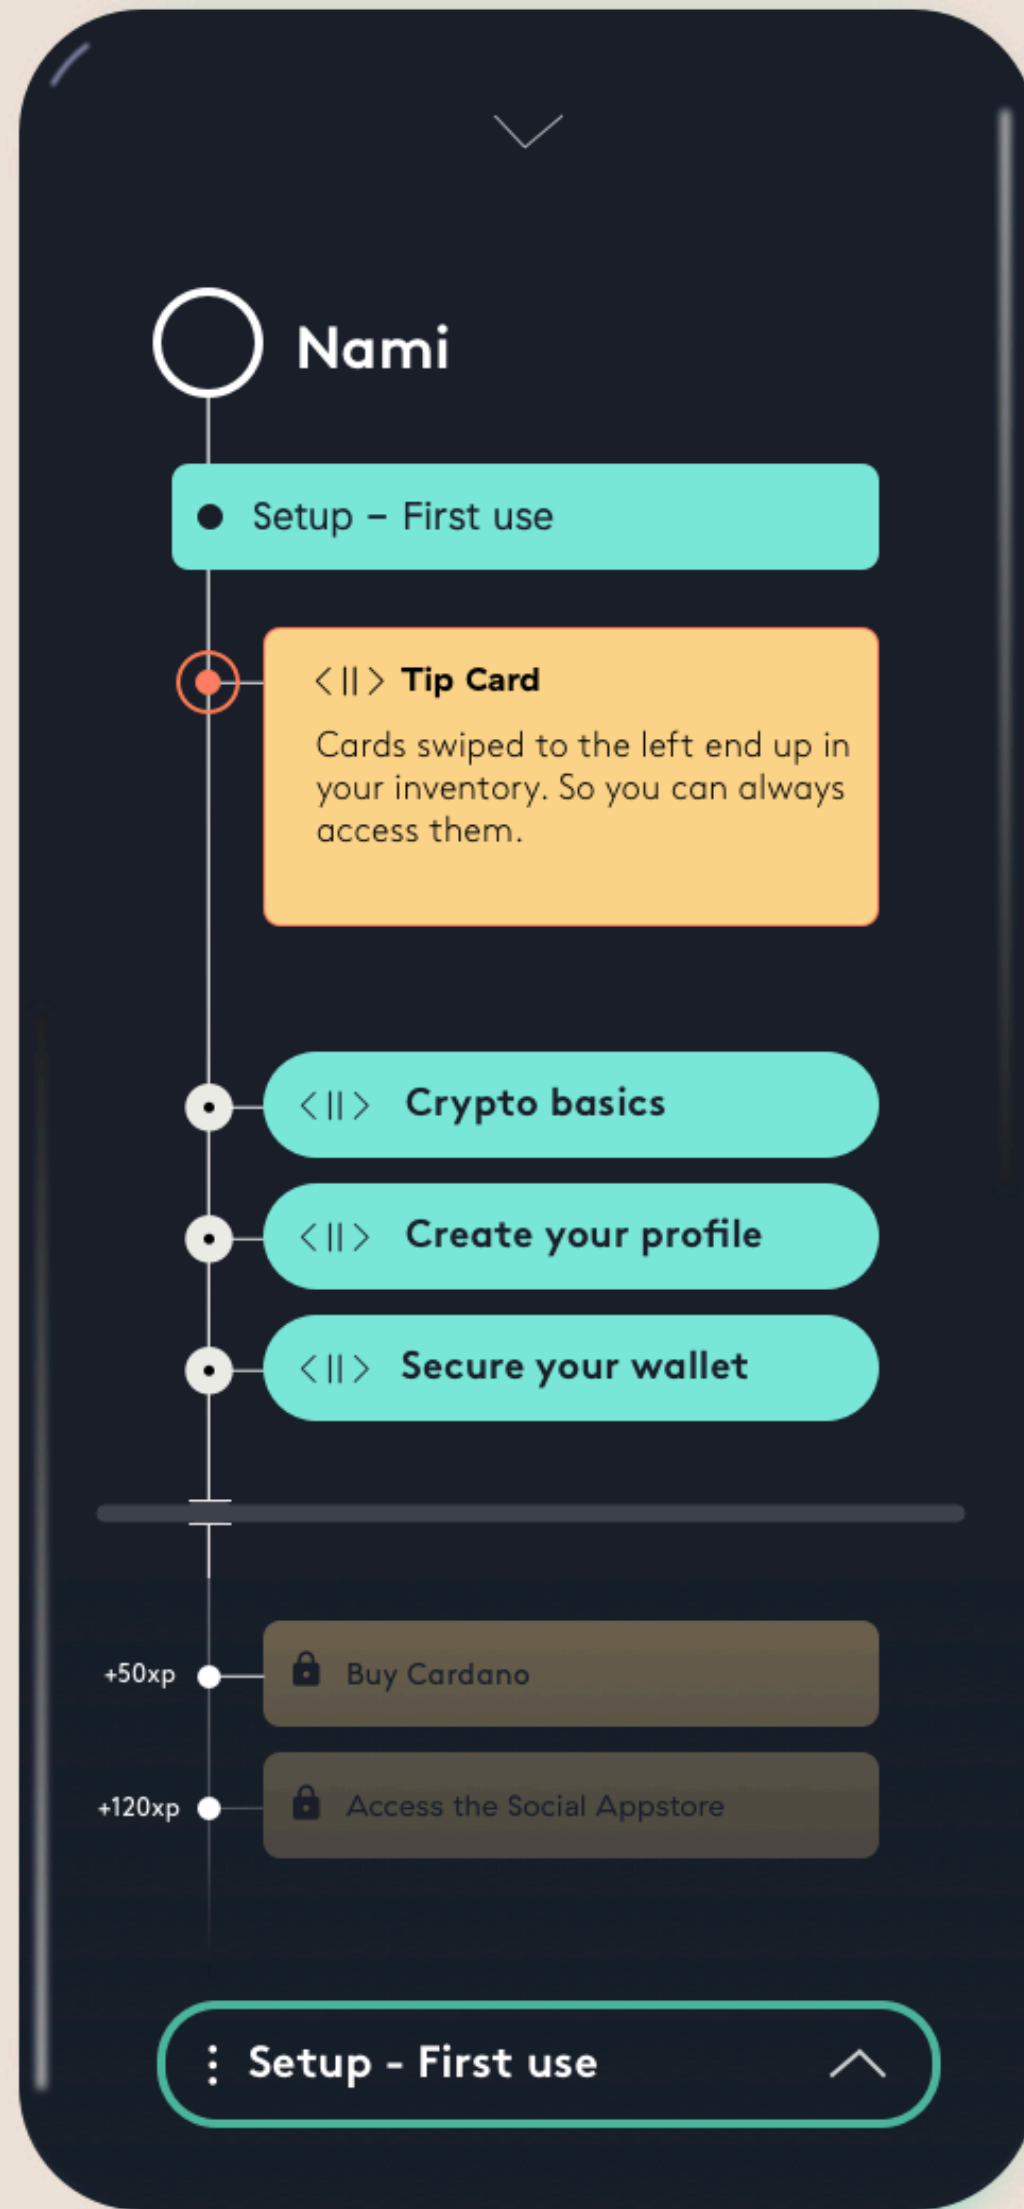 Nami
Setup – First use
<||> Tip Card
Cards swiped to the left end up in
your inventory. So you can always
access them.
<||> Crypto basics
<||> Create your profile
<||> Secure your wallet
+50xp Buy Cardano
+120xp Access the Social Appstore
Setup - First use